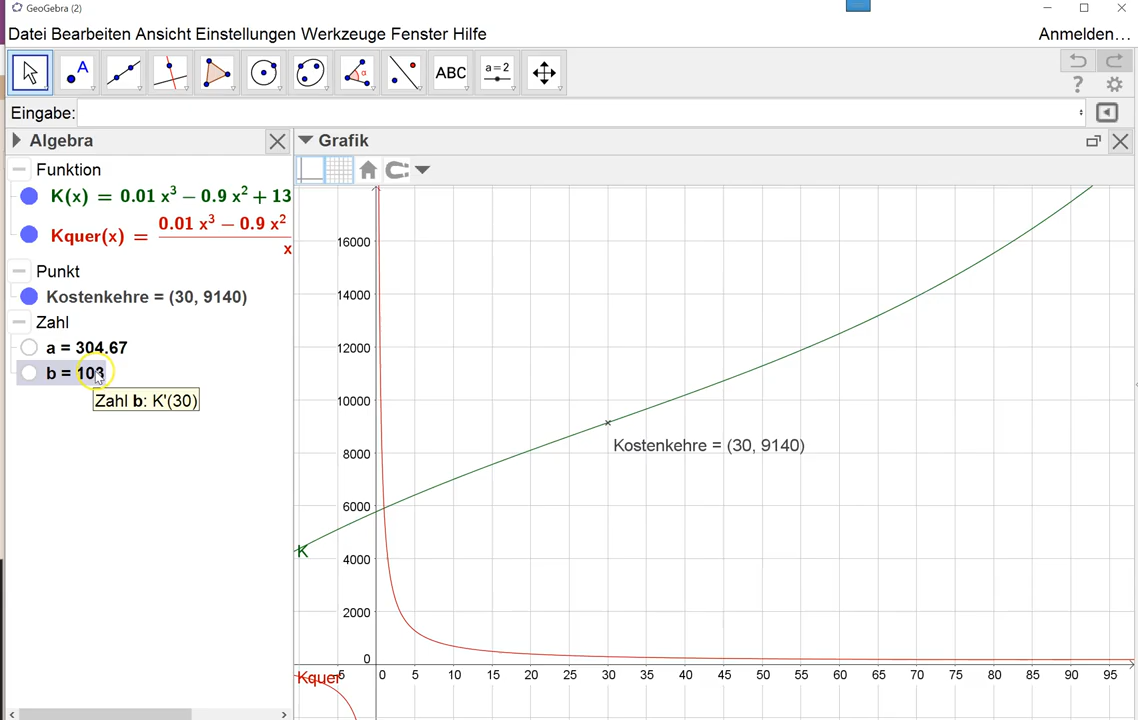 GeoGebra (2)
Datei Bearbeiten Ansicht Einstellungen Werkzeuge Fenster Hilfe
Anmelden…
A
α
ABC
a = 2
?
Eingabe:
Algebra
Grafik
Funktion
K(x) = 0.01 x³ − 0.9 x² + 13
Kquer(x) = 0.01 x³ − 0.9 x²
x
Punkt
Kostenkehre = (30, 9140)
Zahl
a = 304.67
b = 103
Zahl b: K'(30)
16000
14000
12000
10000
8000
6000
4000
2000
0
Kostenkehre = (30, 9140)
K
Kquer
-5 0 5 10 15 20 25 30 35 40 45 50 55 60 65 70 75 80 85 90 95